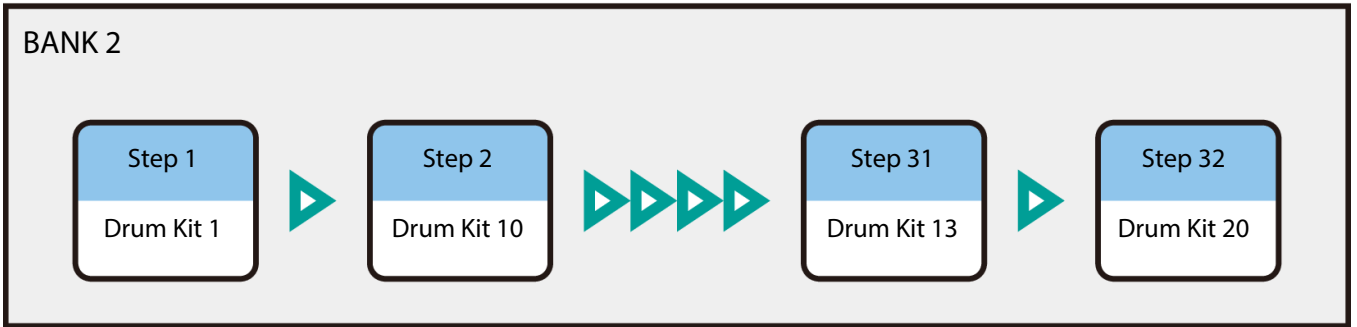 BANK 2
Step 1
Drum Kit 1
Step 2
Drum Kit 10
Step 31
Drum Kit 13
Step 32
Drum Kit 20